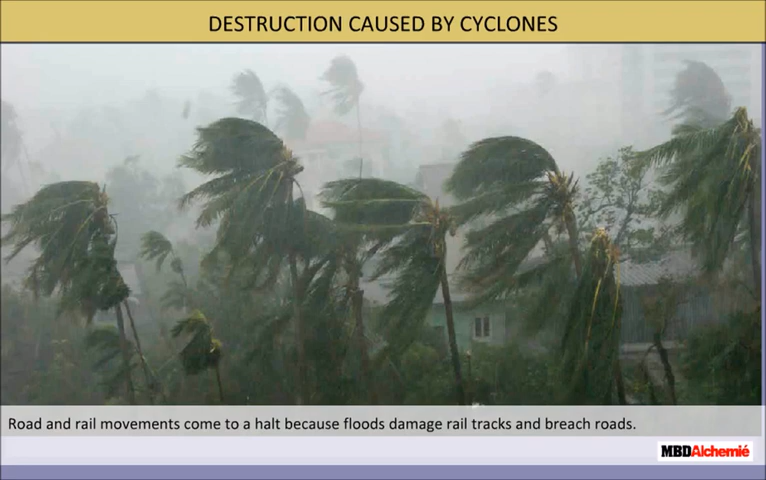 DESTRUCTION CAUSED BY CYCLONES
Road and rail movements come to a halt because floods damage rail tracks and breach roads.
MBDAlchemié